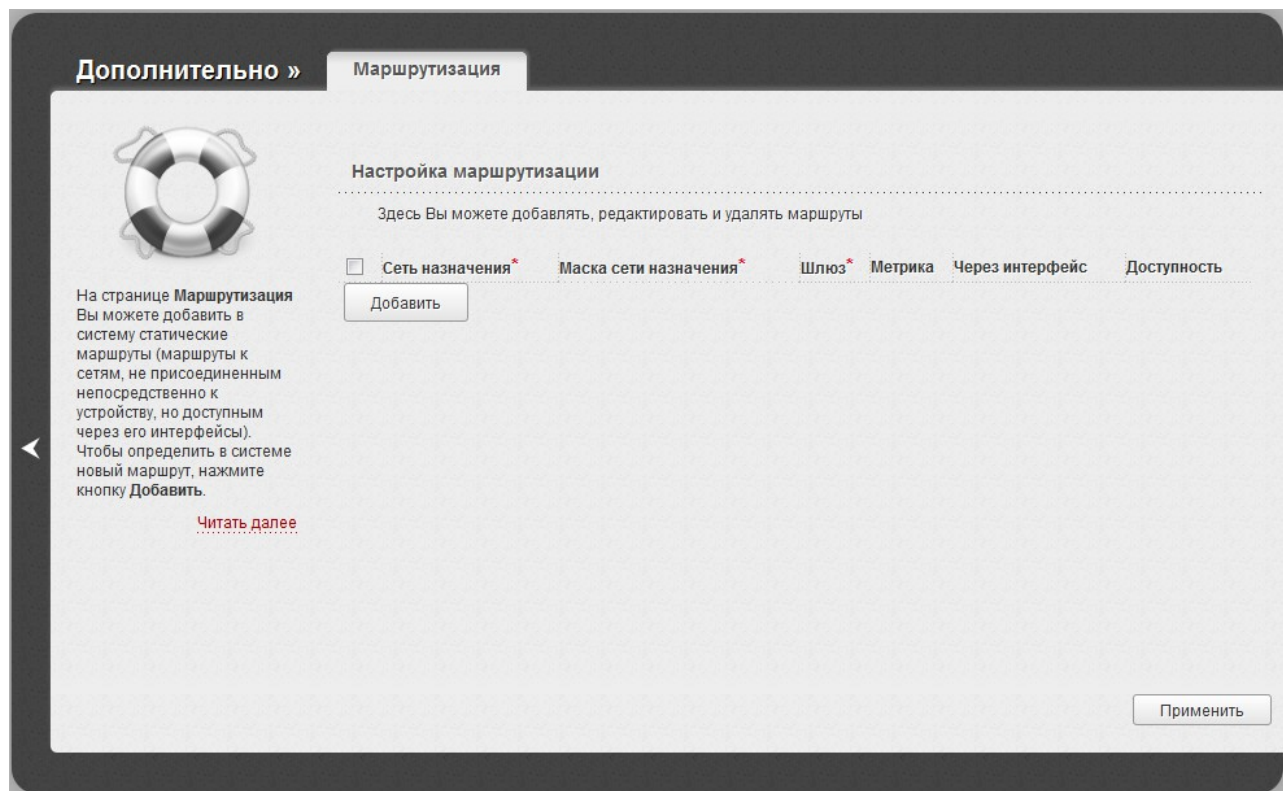 Дополнительно »
Маршрутизация
На странице Маршрутизация
Вы можете добавить в
систему статические
маршруты (маршруты к
сетям, не присоединенным
непосредственно к
устройству, но доступным
через его интерфейсы).
Чтобы определить в системе
новый маршрут, нажмите
кнопку Добавить.
Читать далее
Настройка маршрутизации
Здесь Вы можете добавлять, редактировать и удалять маршруты
Сеть назначения* Маска сети назначения* Шлюз* Метрика Через интерфейс Доступность
Добавить
Применить